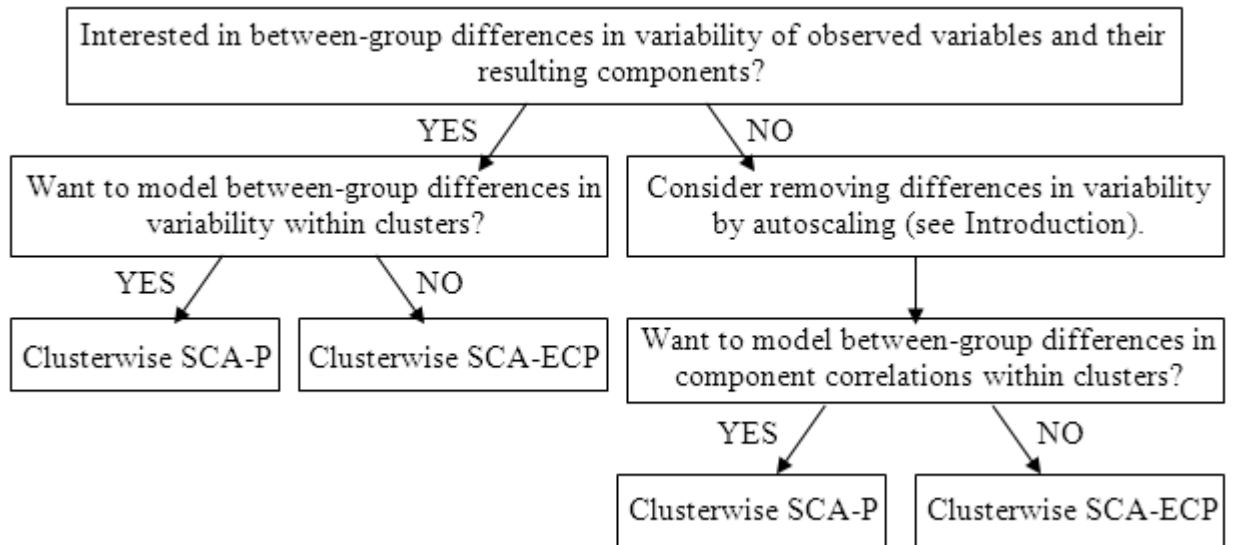 Interested in between-group differences in variability of observed variables and their
resulting components?
YES
NO
Want to model between-group differences in
variability within clusters?
Consider removing differences in variability
by autoscaling (see Introduction).
YES
NO
Clusterwise SCA-P
Clusterwise SCA-ECP
Want to model between-group differences in
component correlations within clusters?
YES
NO
Clusterwise SCA-P
Clusterwise SCA-ECP